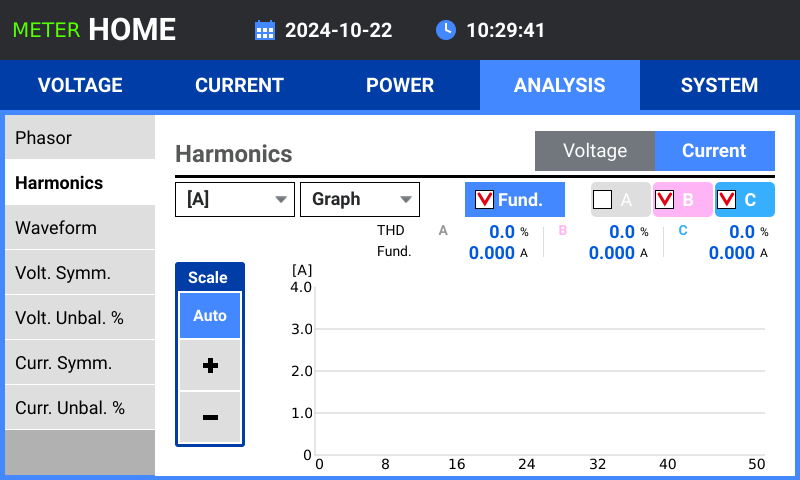 METER HOME 2024-10-22 10:29:41
VOLTAGE CURRENT POWER ANALYSIS SYSTEM
Phasor
Harmonics
Waveform
Volt. Symm.
Volt. Unbal. %
Curr. Symm.
Curr. Unbal. %
Harmonics Voltage Current
[A] Graph Fund. A B C
THD A 0.0 % B 0.0 % C 0.0 %
Fund. 0.000 A 0.000 A 0.000 A
Scale
Auto
+
−
[A]
4.0
3.0
2.0
1.0
0
0 8 16 24 32 40 50